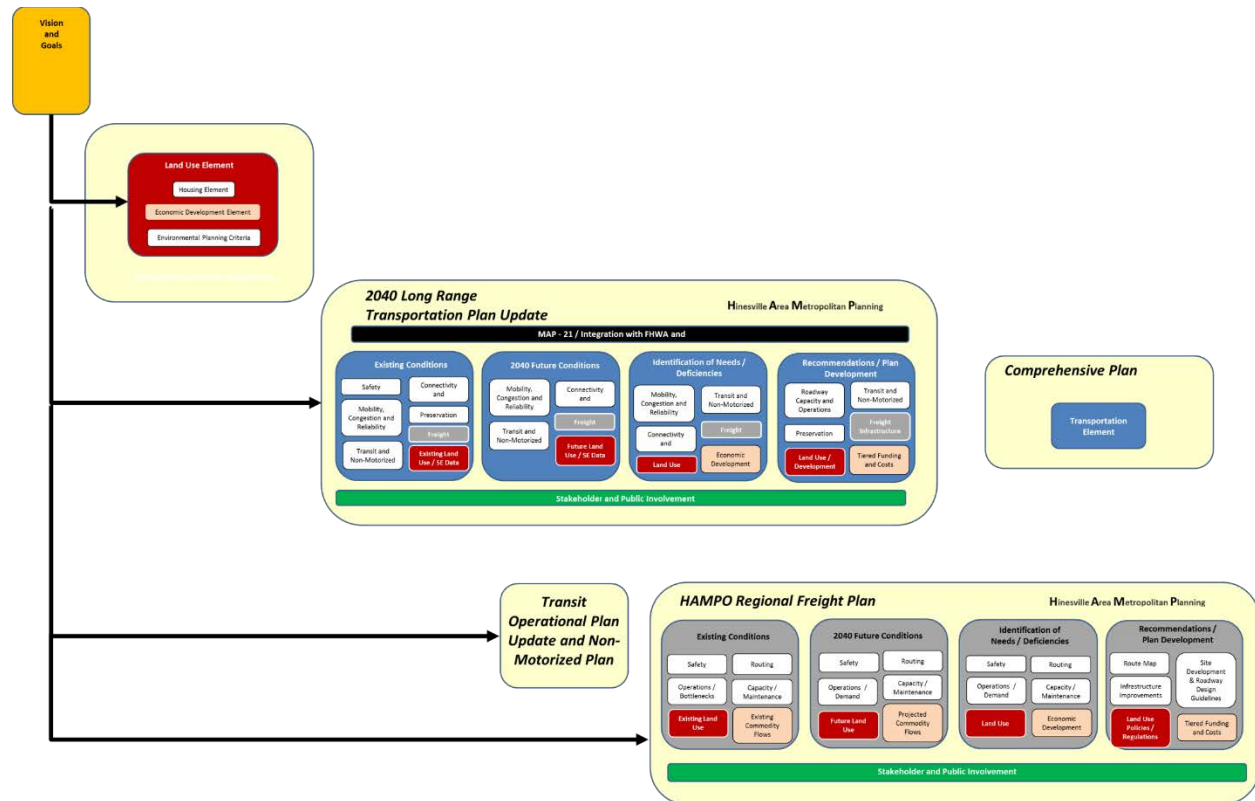 Vision
and
Goals
Land Use Element
Housing Element
Economic Development Element
Environmental Planning Criteria
2040 Long Range
Transportation Plan Update
Hinesville Area Metropolitan Planning
MAP - 21 / Integration with FHWA and
Existing Conditions
Safety
Mobility,
Congestion and
Reliability
Transit and
Non-Motorized
Connectivity
and
Preservation
Freight
Existing Land
Use / SE Data
2040 Future Conditions
Mobility,
Congestion and
Reliability
Transit and
Non-Motorized
Connectivity
and
Freight
Future Land
Use / SE Data
Identification of Needs /
Deficiencies
Mobility,
Congestion and
Reliability
Connectivity
and
Land Use
Transit and
Non-Motorized
Freight
Economic
Development
Recommendations / Plan
Development
Roadway
Capacity and
Operations
Preservation
Land Use /
Development
Transit and
Non-Motorized
Freight
Infrastructure
Tiered Funding
and Costs
Stakeholder and Public Involvement
Comprehensive Plan
Transportation
Element
Transit
Operational Plan
Update and Non-
Motorized Plan
HAMPO Regional Freight Plan
Hinesville Area Metropolitan Planning
Existing Conditions
Safety
Operations /
Bottlenecks
Existing Land
Use
Routing
Capacity /
Maintenance
Existing
Commodity
Flows
2040 Future Conditions
Safety
Operations /
Demand
Future Land
Use
Routing
Capacity /
Maintenance
Projected
Commodity
Flows
Identification of
Needs / Deficiencies
Safety
Operations /
Demand
Land Use
Routing
Capacity /
Maintenance
Economic
Development
Recommendations /
Plan Development
Route Map
Infrastructure
Improvements
Land Use
Policies /
Regulations
Site
Development
& Roadway
Design
Guidelines
Tiered Funding
and Costs
Stakeholder and Public Involvement